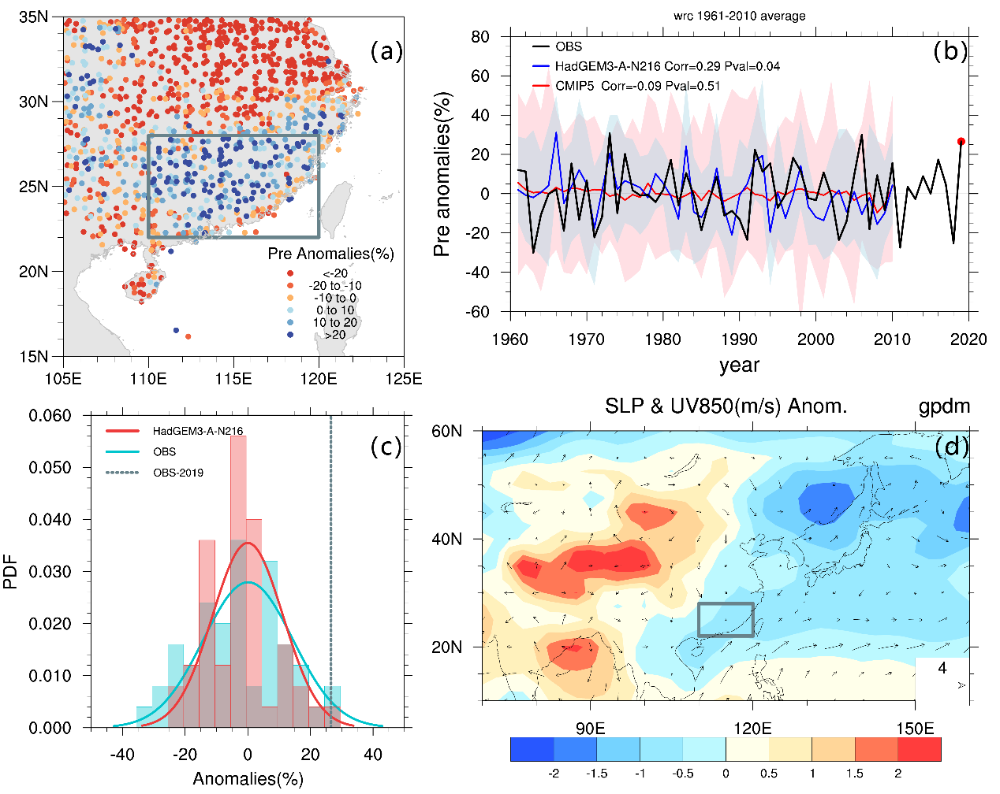 35N
30N
25N
20N
15N
105E 110E 115E 120E 125E
(a)
Pre Anomalies(%)
<-20
-20 to -10
-10 to 0
0 to 10
10 to 20
>20
wrc 1961-2010 average
(b)
OBS
HadGEM3-A-N216 Corr=0.29 Pval=0.04
CMIP5 Corr=-0.09 Pval=0.51
Pre anomalies(%)
80
60
40
20
0
-20
-40
-60
1960 1970 1980 1990 2000 2010 2020
year
(c)
HadGEM3-A-N216
OBS
OBS-2019
PDF
0.060
0.050
0.040
0.030
0.020
0.010
0.000
-40 -20 0 20 40
Anomalies(%)
SLP & UV850(m/s) Anom. gpdm
(d)
60N
40N
20N
4
90E 120E 150E
-2 -1.5 -1 -0.5 0 0.5 1 1.5 2